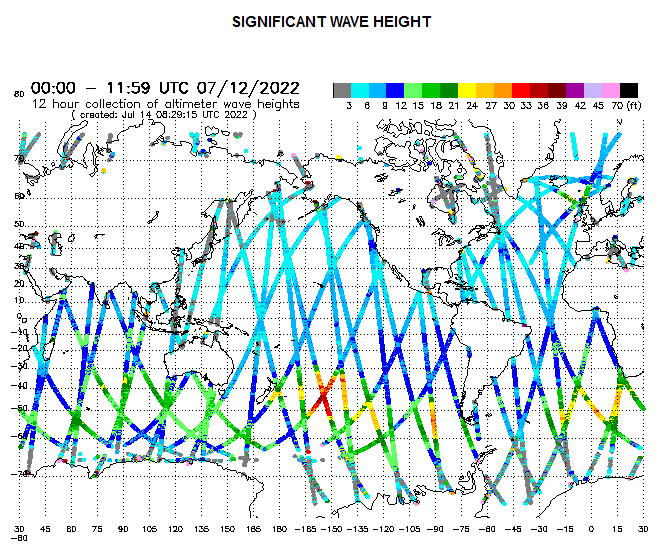 SIGNIFICANT WAVE HEIGHT
00:00 – 11:59 UTC 07/12/2022
12 hour collection of altimeter wave heights
( created: Jul 14 08:29:15 UTC 2022 )
3 6 9 12 15 18 21 24 27 30 33 36 39 42 45 70 (ft)
80
70
60
50
40
30
20
10
0
-10
-20
-30
-40
-50
-60
-70
-80
30 45 60 75 90 105 120 135 150 165 180 -165 -150 -135 -120 -105 -90 -75 -60 -45 -30 -15 0 15 30